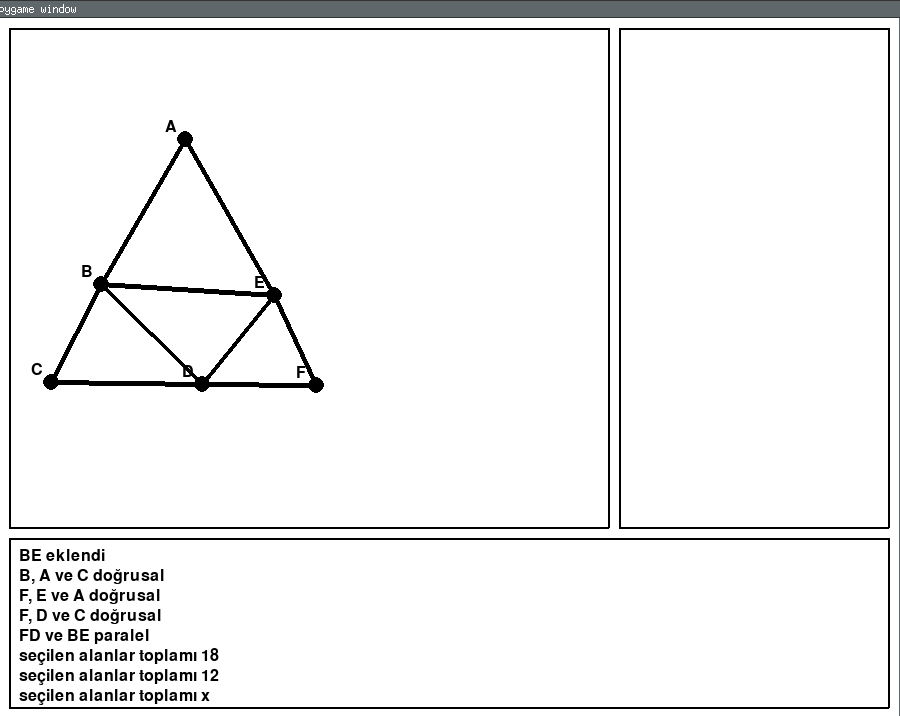 pygame window
A
B
E
C
D
F
BE eklendi
B, A ve C doğrusal
F, E ve A doğrusal
F, D ve C doğrusal
FD ve BE paralel
seçilen alanlar toplamı 18
seçilen alanlar toplamı 12
seçilen alanlar toplamı x